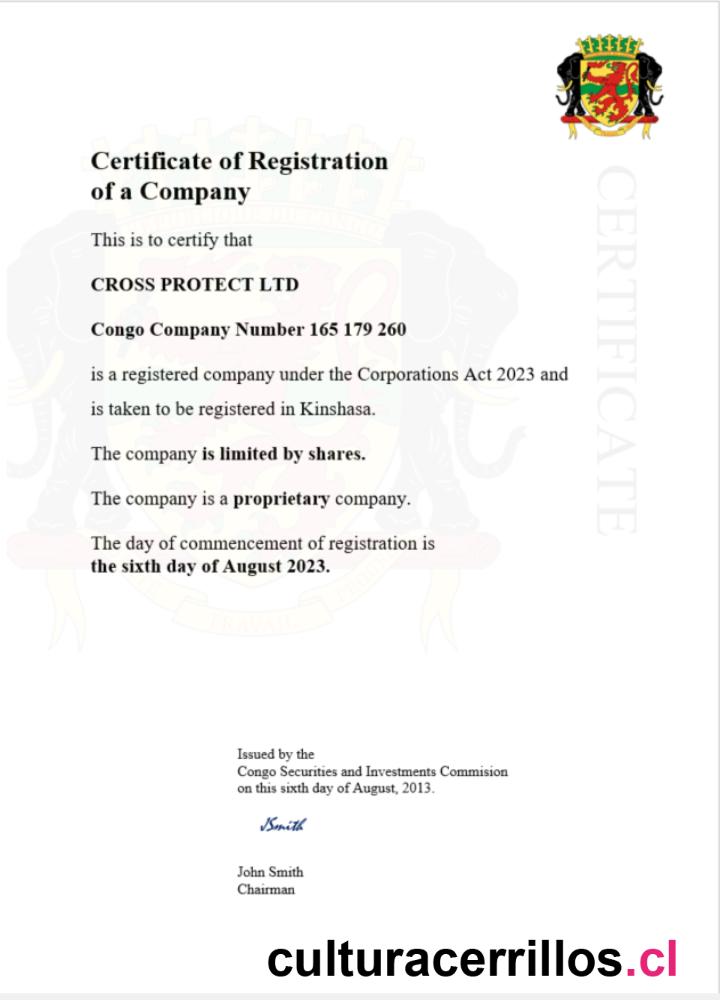 Certificate of Registration
of a Company
CERTIFICATE
This is to certify that
CROSS PROTECT LTD
Congo Company Number 165 179 260
is a registered company under the Corporations Act 2023 and
is taken to be registered in Kinshasa.
The company is limited by shares.
The company is a proprietary company.
The day of commencement of registration is
the sixth day of August 2023.
TRAVAIL
Issued by the
Congo Securities and Investments Commision
on this sixth day of August, 2013.
JSmith
John Smith
Chairman
culturacerrillos.cl